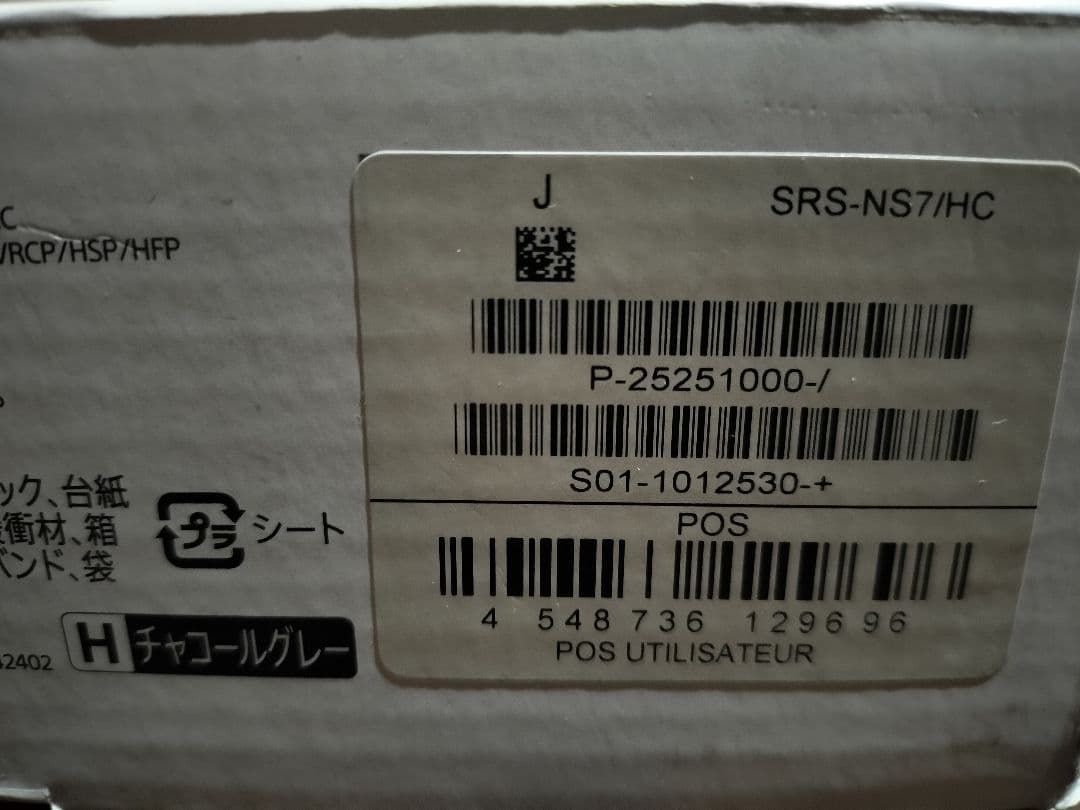 J
SRS-NS7/HC
C
/RCP/HSP/HFP
P-25251000-/
S01-1012530-+
POS
4 548736 129696
POS UTILISATEUR
ック、台紙
衝材、箱
バンド、袋
プラ シート
2402
H チャコールグレー